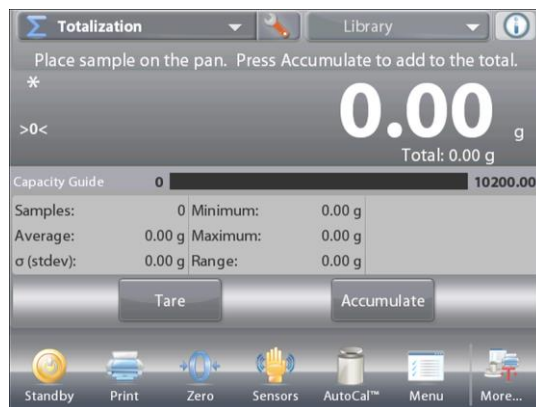 Σ Totalization Library
Place sample on the pan. Press Accumulate to add to the total.
*
>0<
0.00 g
Total: 0.00 g
Capacity Guide 0 10200.00
Samples: 0 Minimum: 0.00 g
Average: 0.00 g Maximum: 0.00 g
σ (stdev): 0.00 g Range: 0.00 g
Tare Accumulate
Standby Print Zero Sensors AutoCal™ Menu More...